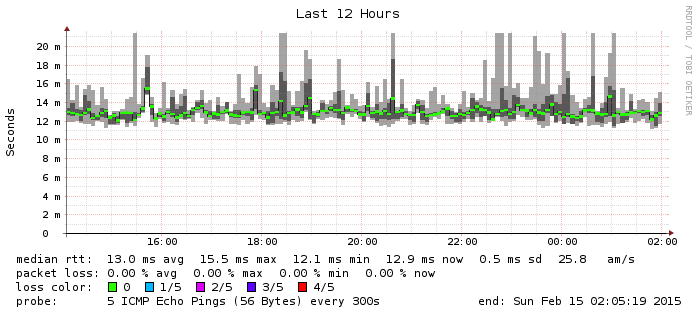 Last 12 Hours
RRDTOOL / TOBI OETIKER
Seconds
20 m
18 m
16 m
14 m
12 m
10 m
8 m
6 m
4 m
2 m
0
16:00 18:00 20:00 22:00 00:00 02:00
median rtt: 13.0 ms avg 15.5 ms max 12.1 ms min 12.9 ms now 0.5 ms sd 25.8 am/s
packet loss: 0.00 % avg 0.00 % max 0.00 % min 0.00 % now
loss color: 0 1/5 2/5 3/5 4/5
probe: 5 ICMP Echo Pings (56 Bytes) every 300s end: Sun Feb 15 02:05:19 2015